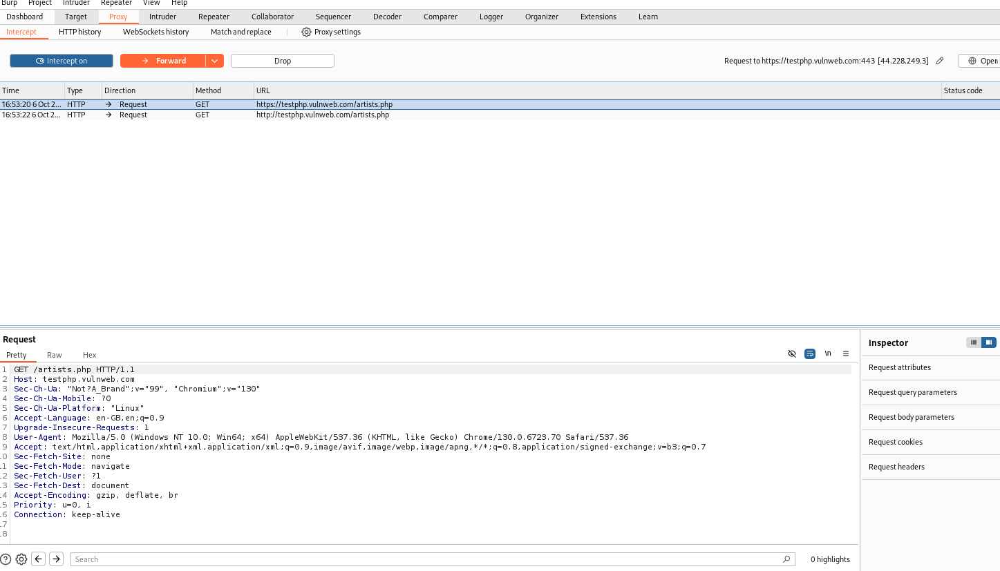 Burp Project Intruder Repeater View Help
Dashboard Target Proxy Intruder Repeater Collaborator Sequencer Decoder Comparer Logger Organizer Extensions Learn
Intercept HTTP history WebSockets history Match and replace Proxy settings
Intercept on Forward Drop Request to https://testphp.vulnweb.com:443 [44.228.249.3] Open
Time Type Direction Method URL Status code
16:53:20 6 Oct 2... HTTP → Request GET https://testphp.vulnweb.com/artists.php
16:53:22 6 Oct 2... HTTP → Request GET http://testphp.vulnweb.com/artists.php
Request
Pretty Raw Hex \n
1 GET /artists.php HTTP/1.1
2 Host: testphp.vulnweb.com
3 Sec-Ch-Ua: "Not?A_Brand";v="99", "Chromium";v="130"
4 Sec-Ch-Ua-Mobile: ?0
5 Sec-Ch-Ua-Platform: "Linux"
6 Accept-Language: en-GB,en;q=0.9
7 Upgrade-Insecure-Requests: 1
8 User-Agent: Mozilla/5.0 (Windows NT 10.0; Win64; x64) AppleWebKit/537.36 (KHTML, like Gecko) Chrome/130.0.6723.70 Safari/537.36
9 Accept: text/html,application/xhtml+xml,application/xml;q=0.9,image/avif,image/webp,image/apng,*/*;q=0.8,application/signed-exchange;v=b3;q=0.7
10 Sec-Fetch-Site: none
11 Sec-Fetch-Mode: navigate
12 Sec-Fetch-User: ?1
13 Sec-Fetch-Dest: document
14 Accept-Encoding: gzip, deflate, br
15 Priority: u=0, i
16 Connection: keep-alive
17
18
Inspector
Request attributes
Request query parameters
Request body parameters
Request cookies
Request headers
Search 0 highlights